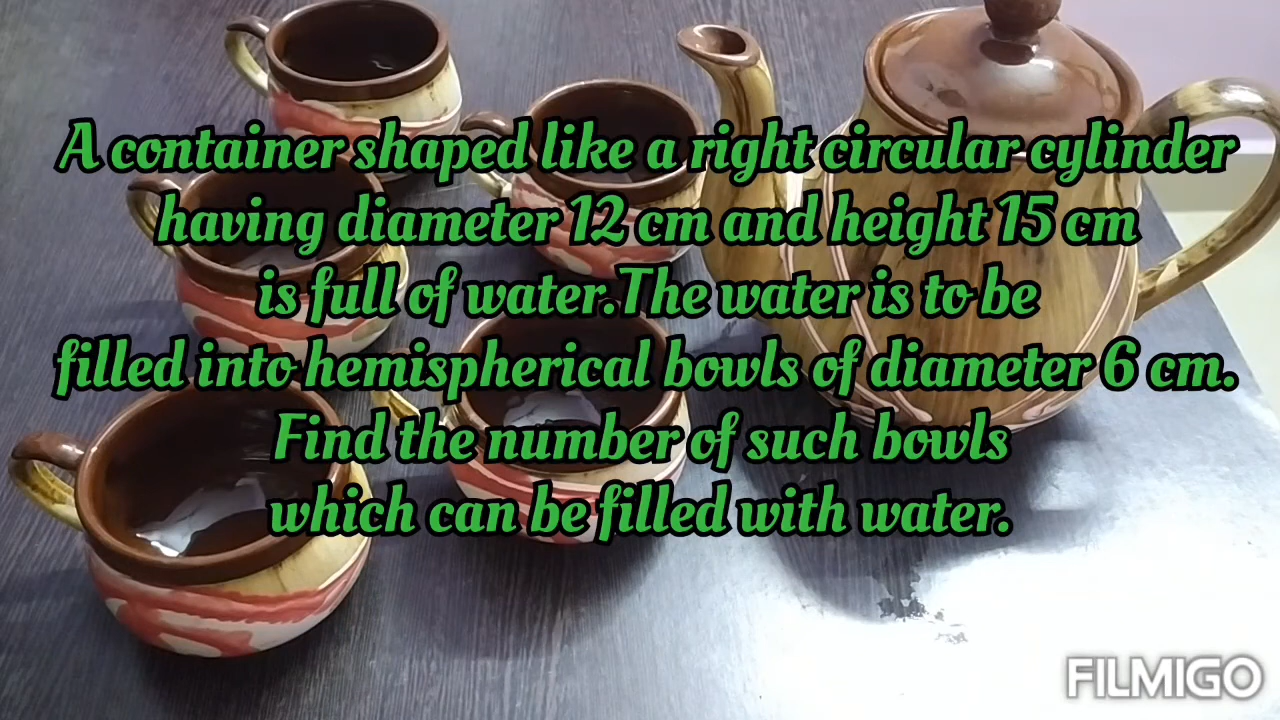 A container shaped like a right circular cylinder
having diameter 12 cm and height 15 cm
is full of water.The water is to be
filled into hemispherical bowls of diameter 6 cm.
Find the number of such bowls
which can be filled with water.
FILMIGO